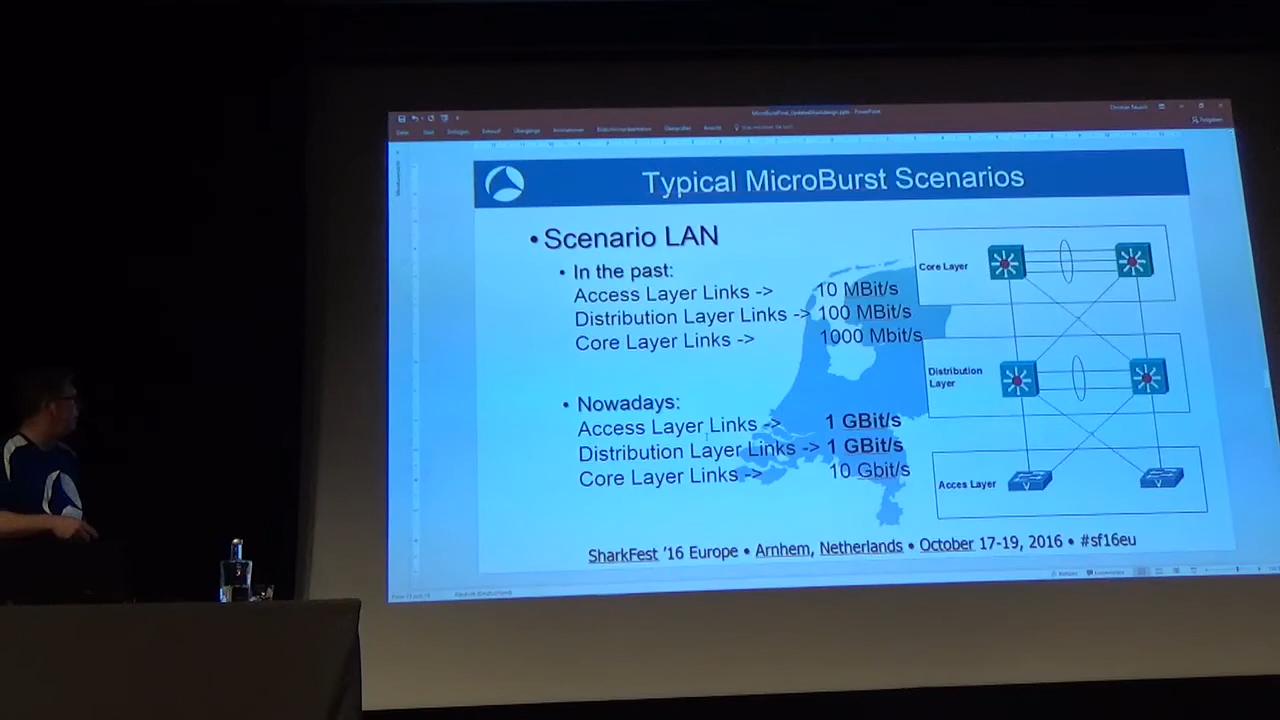 Typical MicroBurst Scenarios
• Scenario LAN
• In the past:
Access Layer Links -> 10 MBit/s
Distribution Layer Links -> 100 MBit/s
Core Layer Links -> 1000 Mbit/s
• Nowadays:
Access Layer Links -> 1 GBit/s
Distribution Layer Links -> 1 GBit/s
Core Layer Links -> 10 Gbit/s
Core Layer
Distribution
Layer
Acces Layer
SharkFest '16 Europe • Arnhem, Netherlands • October 17-19, 2016 • #sf16eu